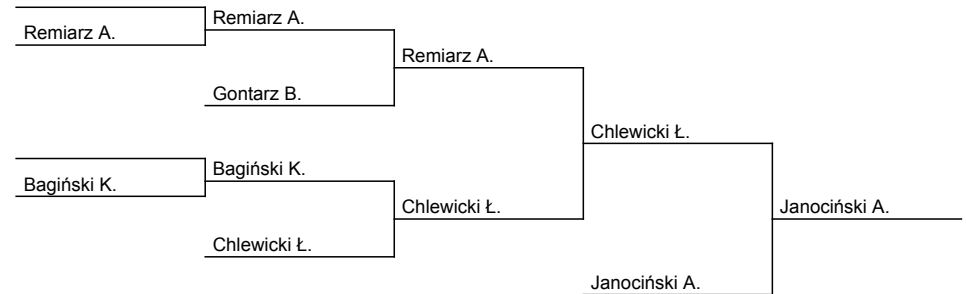 Remiarz A.
Remiarz A.
Remiarz A.
Gontarz B.
Chlewicki Ł.
Bagiński K.
Bagiński K.
Chlewicki Ł.
Janociński A.
Chlewicki Ł.
Janociński A.